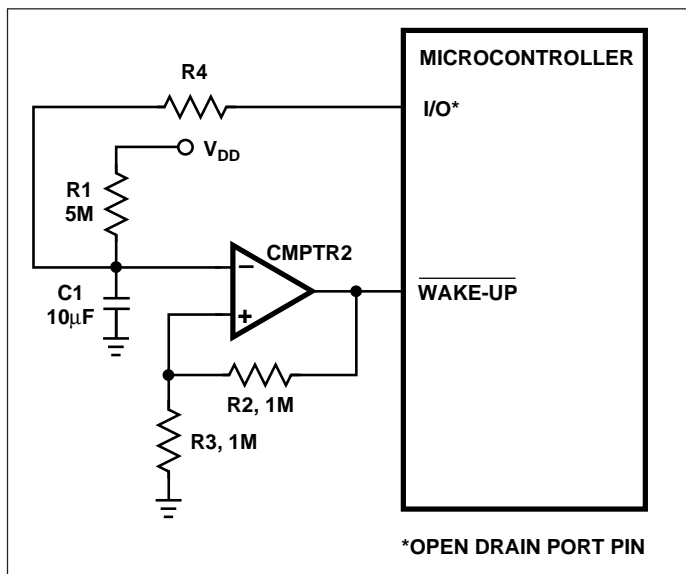 MICROCONTROLLER
R4
I/O*
V_DD
R1
5M
CMPTR2
−
+
C1
10μF
WAKE-UP
R2, 1M
R3, 1M
*OPEN DRAIN PORT PIN